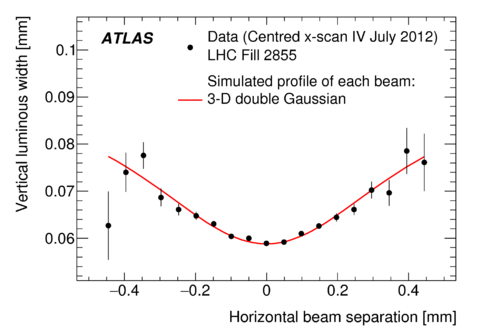 ATLAS
Data (Centred x-scan IV July 2012)
LHC Fill 2855
Simulated profile of each beam:
3-D double Gaussian
Vertical luminous width [mm]
0.1
0.09
0.08
0.07
0.06
−0.4 −0.2 0 0.2 0.4
Horizontal beam separation [mm]